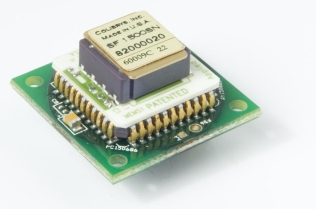 COLIBRYS, INC.
MADE IN U.S.A.
SF 1500SN
82000020
60009C 22
PATENTED